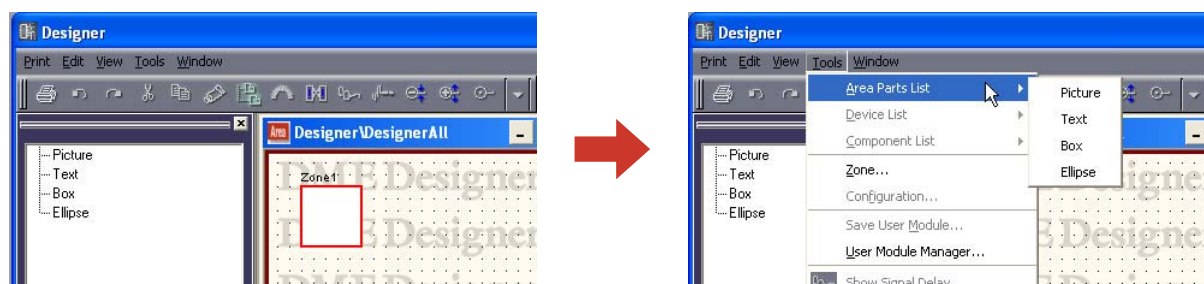 Designer
Print Edit View Tools Window
Area Designer\DesignerAll
Picture
Text
Box
Ellipse
Zone1
DME Designer
DME Designer
Designer
Print Edit View Tools Window
Area Parts List
Device List
Component List
Zone...
Configuration...
Save User Module...
User Module Manager...
Show Signal Delay
Picture
Text
Box
Ellipse
Picture
Text
Box
Ellipse